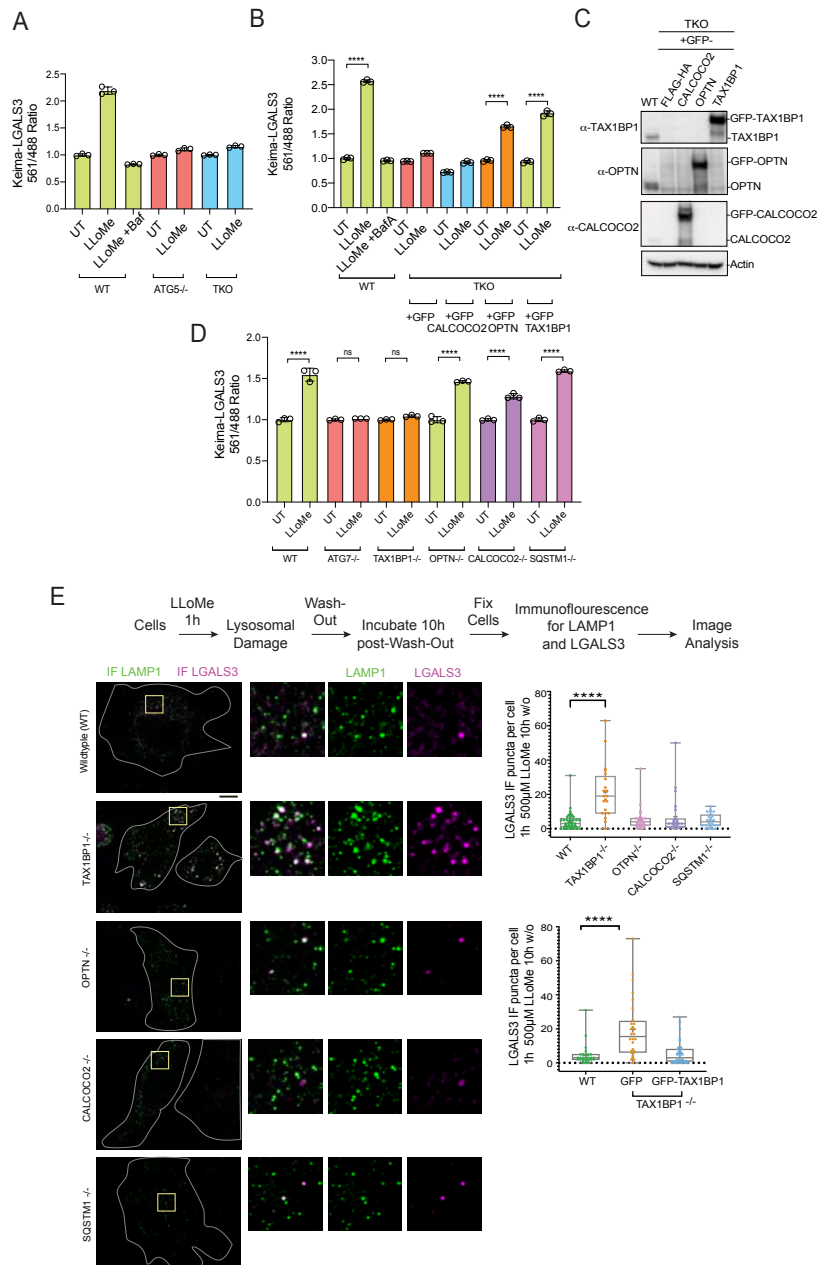 A
Keima-LGALS3
561/488 Ratio
2.5
2.0
1.5
1.0
0.5
0.0
UT
LLoMe
LLoMe +Baf
UT
LLoMe
UT
LLoMe
WT
ATG5-/-
TKO
B
Keima-LGALS3
561/488 Ratio
3.0
2.5
2.0
1.5
1.0
0.5
0.0
****
****
****
UT
LLoMe
LLoMe +BafA
UT
LLoMe
UT
LLoMe
UT
LLoMe
UT
LLoMe
WT
TKO
+GFP
+GFP
CALCOCO2
+GFP
OPTN
+GFP
TAX1BP1
C
TKO
+GFP-
WT
FLAG-HA
CALCOCO2
OPTN
TAX1BP1
α-TAX1BP1
GFP-TAX1BP1
TAX1BP1
α-OPTN
GFP-OPTN
OPTN
α-CALCOCO2
GFP-CALCOCO2
CALCOCO2
Actin
D
Keima-LGALS3
561/488 Ratio
2.0
1.5
1.0
0.5
0.0
****
ns
ns
****
****
****
UT
LLoMe
UT
LLoMe
UT
LLoMe
UT
LLoMe
UT
LLoMe
UT
LLoMe
WT
ATG7-/-
TAX1BP1-/-
OPTN-/-
CALCOCO2-/-
SQSTM1-/-
E
Cells
LLoMe
1h
Lysosomal
Damage
Wash-
Out
Incubate 10h
post-Wash-Out
Fix
Cells
Immunoflourescence
for LAMP1
and LGALS3
Image
Analysis
IF LAMP1
IF LGALS3
LAMP1
LGALS3
Wildtyple (WT)
TAX1BP1-/-
OPTN -/-
CALCOCO2 -/-
SQSTM1 -/-
LGALS3 IF puncta per cell
1h 500µM LLoMe 10h w/o
80
60
40
20
0
****
WT
TAX1BP1-/-
OTPN-/-
CALCOCO2-/-
SQSTM1-/-
LGALS3 IF puncta per cell
1h 500µM LLoMe 10h w/o
80
60
40
20
0
****
WT
GFP
GFP-TAX1BP1
TAX1BP1 -/-